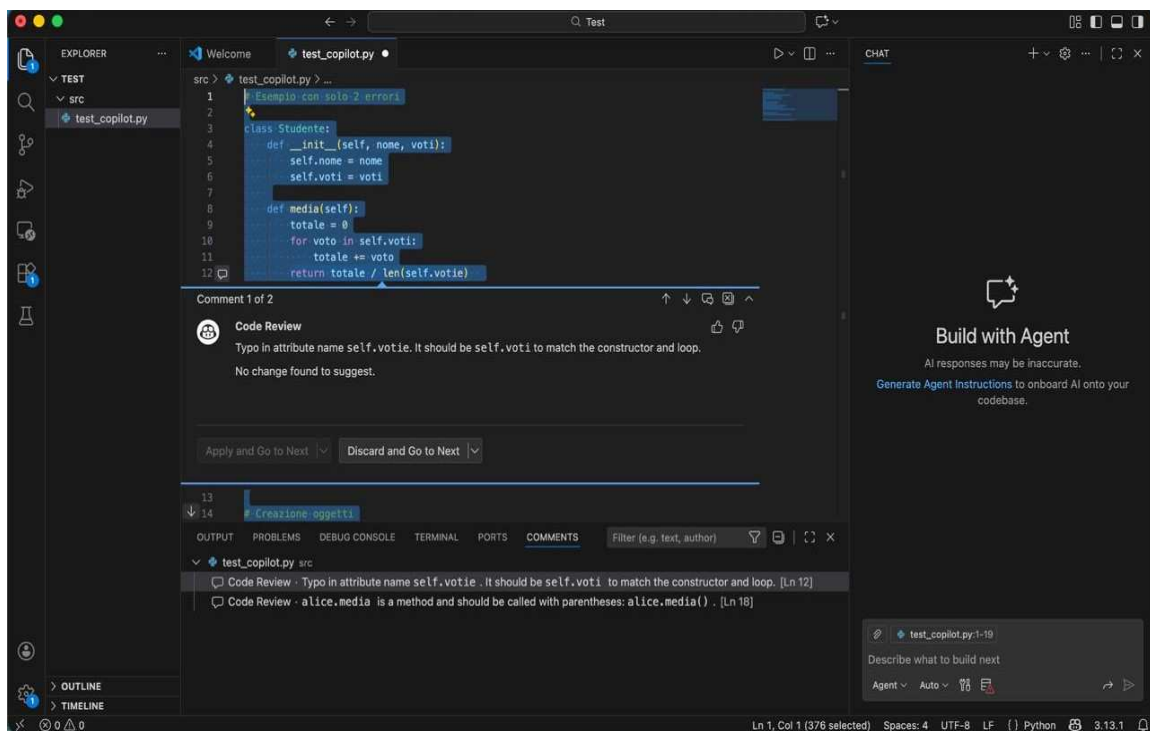 Test
EXPLORER
TEST
src
test_copilot.py
OUTLINE
TIMELINE
Welcome
test_copilot.py
src > test_copilot.py > ...
1 # Esempio con solo 2 errori
2
3 class Studente:
4 def __init__(self, nome, voti):
5 self.nome = nome
6 self.voti = voti
7
8 def media(self):
9 totale = 0
10 for voto in self.voti:
11 totale += voto
12 return totale / len(self.votie)
Comment 1 of 2
Code Review
Typo in attribute name self.votie. It should be self.voti to match the constructor and loop.
No change found to suggest.
Apply and Go to Next
Discard and Go to Next
13
14 # Creazione oggetti
OUTPUT PROBLEMS DEBUG CONSOLE TERMINAL PORTS COMMENTS Filter (e.g. text, author)
test_copilot.py src
Code Review · Typo in attribute name self.votie . It should be self.voti to match the constructor and loop. [Ln 12]
Code Review · alice.media is a method and should be called with parentheses: alice.media() . [Ln 18]
CHAT
Build with Agent
AI responses may be inaccurate.
Generate Agent Instructions to onboard AI onto your
codebase.
test_copilot.py:1-19
Describe what to build next
Agent Auto
0 0 Ln 1, Col 1 (376 selected) Spaces: 4 UTF-8 LF { } Python 3.13.1